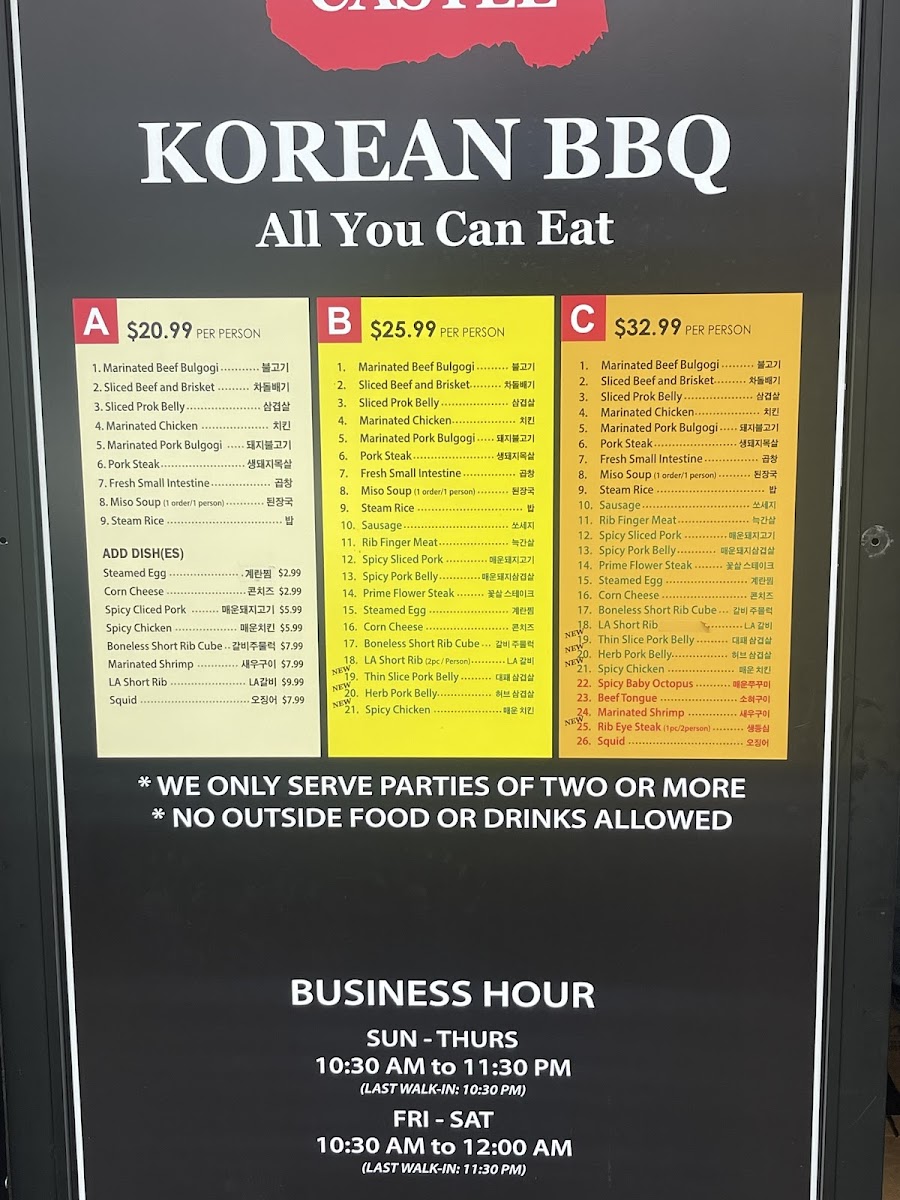 CASTLE
KOREAN BBQ
All You Can Eat
A $20.99 PER PERSON
1. Marinated Beef Bulgogi .......... 불고기
2. Sliced Beef and Brisket ......... 차돌배기
3. Sliced Prok Belly ......... 삼겹살
4. Marinated Chicken ......... 치킨
5. Marinated Pork Bulgogi ..... 돼지불고기
6. Pork Steak ......... 생돼지목살
7. Fresh Small Intestine ......... 곱창
8. Miso Soup (1 order/1 person) ......... 된장국
9. Steam Rice ......... 밥
ADD DISH(ES)
Steamed Egg ......... 계란찜 $2.99
Corn Cheese ......... 콘치즈 $2.99
Spicy Cliced Pork ....... 매운돼지고기 $5.99
Spicy Chicken ......... 매운치킨 $5.99
Boneless Short Rib Cube .. 갈비주물럭 $7.99
Marinated Shrimp ......... 새우구이 $7.99
LA Short Rib ......... LA갈비 $9.99
Squid ......... 오징어 $7.99
B $25.99 PER PERSON
1. Marinated Beef Bulgogi ......... 불고기
2. Sliced Beef and Brisket ......... 차돌배기
3. Sliced Prok Belly ......... 삼겹살
4. Marinated Chicken ......... 치킨
5. Marinated Pork Bulgogi ..... 돼지불고기
6. Pork Steak ......... 생돼지목살
7. Fresh Small Intestine ......... 곱창
8. Miso Soup (1 order/1 person) ......... 된장국
9. Steam Rice ......... 밥
10. Sausage ......... 쏘세지
11. Rib Finger Meat ......... 늑간살
12. Spicy Sliced Pork ......... 매운돼지고기
13. Spicy Pork Belly ......... 매운돼지삼겹살
14. Prime Flower Steak ....... 꽃살 스테이크
15. Steamed Egg ......... 계란찜
16. Corn Cheese ......... 콘치즈
17. Boneless Short Rib Cube ... 갈비 주물럭
18. LA Short Rib (2pc / Person) ......... LA 갈비
NEW 19. Thin Slice Pork Belly ......... 대패 삼겹살
NEW 20. Herb Pork Belly ......... 허브 삼겹살
NEW 21. Spicy Chicken ......... 매운 치킨
C $32.99 PER PERSON
1. Marinated Beef Bulgogi ......... 불고기
2. Sliced Beef and Brisket ......... 차돌배기
3. Sliced Prok Belly ......... 삼겹살
4. Marinated Chicken ......... 치킨
5. Marinated Pork Bulgogi ..... 돼지불고기
6. Pork Steak ......... 생돼지목살
7. Fresh Small Intestine ......... 곱창
8. Miso Soup (1 order/1 person) ......... 된장국
9. Steam Rice ......... 밥
10. Sausage ......... 쏘세지
11. Rib Finger Meat ......... 늑간살
12. Spicy Sliced Pork ......... 매운돼지고기
13. Spicy Pork Belly ......... 매운돼지삼겹살
14. Prime Flower Steak ....... 꽃살 스테이크
15. Steamed Egg ......... 계란찜
16. Corn Cheese ......... 콘치즈
17. Boneless Short Rib Cube ... 갈비 주물럭
18. LA Short Rib ......... LA 갈비
NEW 19. Thin Slice Pork Belly ......... 대패 삼겹살
NEW 20. Herb Pork Belly ......... 허브 삼겹살
NEW 21. Spicy Chicken ......... 매운 치킨
22. Spicy Baby Octopus ......... 매운쭈꾸미
23. Beef Tongue ......... 소혀구이
24. Marinated Shrimp ......... 새우구이
NEW 25. Rib Eye Steak (1pc/2person) ......... 생등심
26. Squid ......... 오징어
* WE ONLY SERVE PARTIES OF TWO OR MORE
* NO OUTSIDE FOOD OR DRINKS ALLOWED
BUSINESS HOUR
SUN - THURS
10:30 AM to 11:30 PM
(LAST WALK-IN: 10:30 PM)
FRI - SAT
10:30 AM to 12:00 AM
(LAST WALK-IN: 11:30 PM)